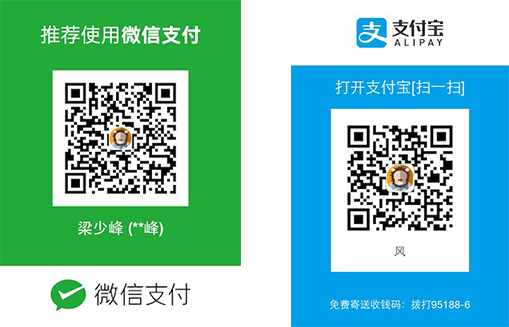 推荐使用微信支付
梁少峰 (**峰)
微信支付
支 支付宝
ALIPAY
打开支付宝[扫一扫]
风
免费寄送收钱码：拨打95188-6